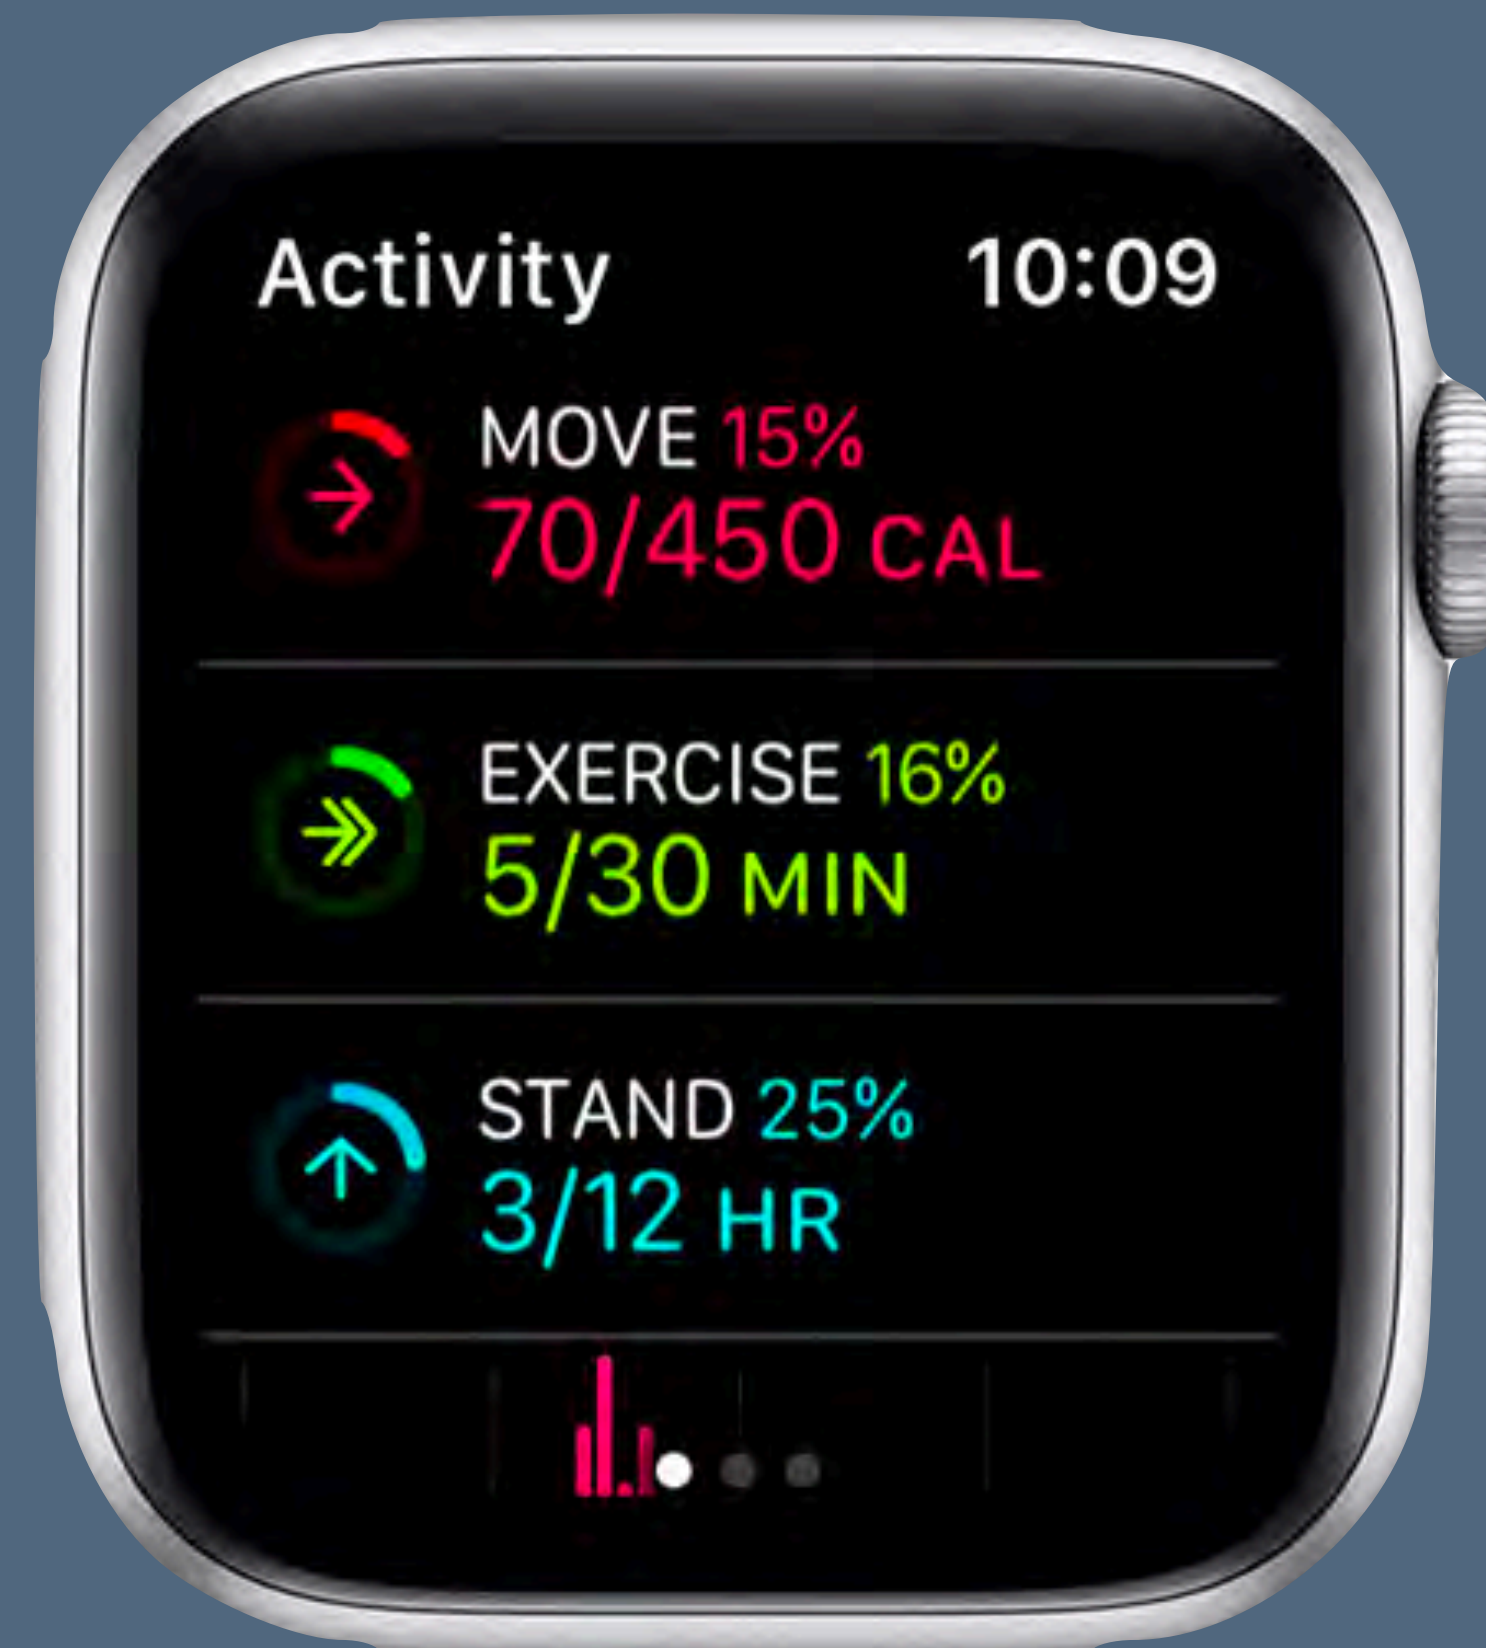 Activity 10:09
MOVE 15%
70/450 CAL
EXERCISE 16%
5/30 MIN
STAND 25%
3/12 HR